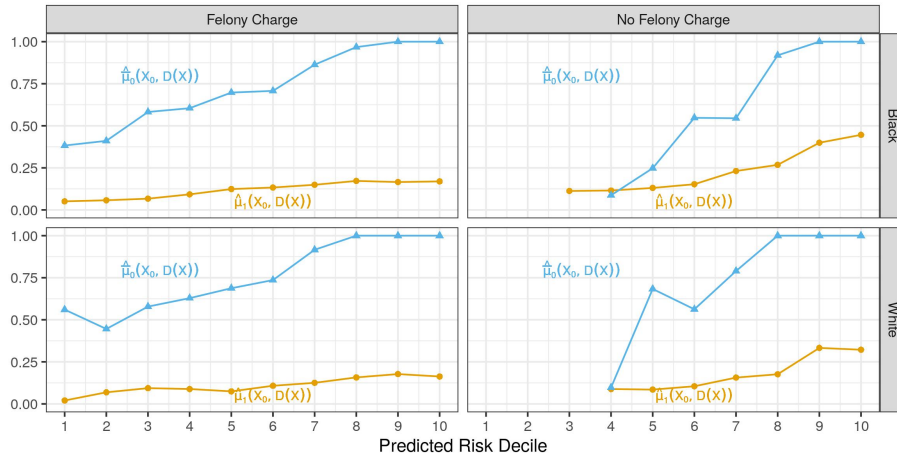 Felony Charge
No Felony Charge
1.00
0.75
0.50
0.25
0.00
μ̂̄₀(X₀, D(X))
μ̂₁(X₀, D(X))
μ̂̄₀(X₀, D(X))
μ̂₁(X₀, D(X))
Black
1.00
0.75
0.50
0.25
0.00
μ̂̄₀(X₀, D(X))
μ̂₁(X₀, D(X))
μ̂̄₀(X₀, D(X))
μ̂₁(X₀, D(X))
White
1 2 3 4 5 6 7 8 9 10 1 2 3 4 5 6 7 8 9 10
Predicted Risk Decile